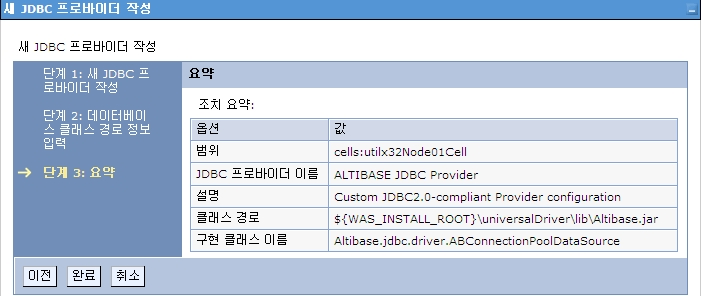 새 JDBC 프로바이더 작성
새 JDBC 프로바이더 작성
단계 1: 새 JDBC 프
로바이더 작성
단계 2: 데이터베이
스 클래스 경로 정보
입력
단계 3: 요약
요약
조치 요약:
옵션 값
범위 cells:utilx32Node01Cell
JDBC 프로바이더 이름 ALTIBASE JDBC Provider
설명 Custom JDBC2.0-compliant Provider configuration
클래스 경로 ${WAS_INSTALL_ROOT}\universalDriver\lib\Altibase.jar
구현 클래스 이름 Altibase.jdbc.driver.ABConnectionPoolDataSource
이전 완료 취소